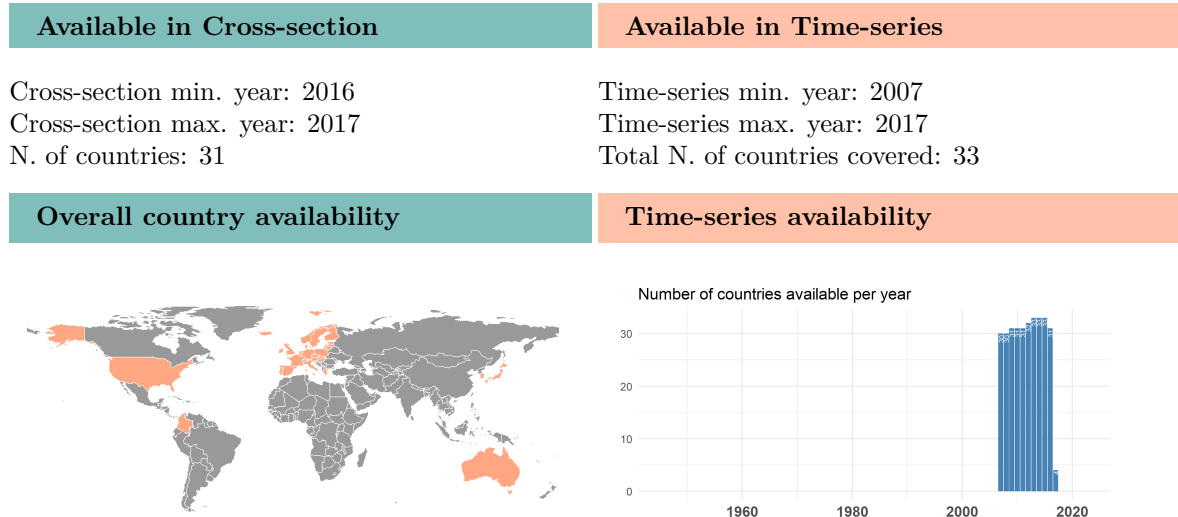 Available in Cross-section
Cross-section min. year: 2016
Cross-section max. year: 2017
N. of countries: 31
Available in Time-series
Time-series min. year: 2007
Time-series max. year: 2017
Total N. of countries covered: 33
Overall country availability
Time-series availability
Number of countries available per year
30
20
10
0
1960
1980
2000
2020